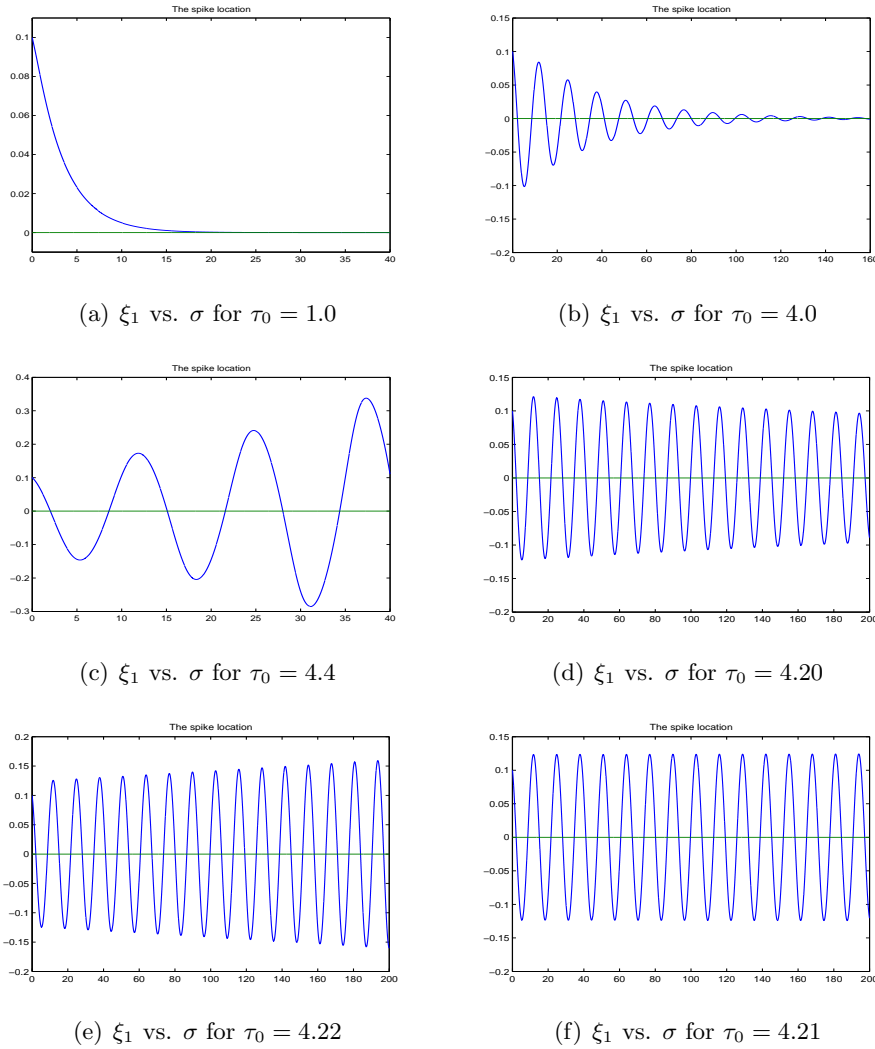 The spike location
0.1
0.08
0.06
0.04
0.02
0
0 5 10 15 20 25 30 35 40
(a) ξ₁ vs. σ for τ₀ = 1.0
The spike location
0.15
0.1
0.05
0
−0.05
−0.1
−0.15
−0.2
0 20 40 60 80 100 120 140 160
(b) ξ₁ vs. σ for τ₀ = 4.0
The spike location
0.4
0.3
0.2
0.1
0
−0.1
−0.2
−0.3
0 5 10 15 20 25 30 35 40
(c) ξ₁ vs. σ for τ₀ = 4.4
The spike location
0.15
0.1
0.05
0
−0.05
−0.1
−0.15
−0.2
0 20 40 60 80 100 120 140 160 180 200
(d) ξ₁ vs. σ for τ₀ = 4.20
The spike location
0.2
0.15
0.1
0.05
0
−0.05
−0.1
−0.15
−0.2
0 20 40 60 80 100 120 140 160 180 200
(e) ξ₁ vs. σ for τ₀ = 4.22
The spike location
0.15
0.1
0.05
0
−0.05
−0.1
−0.15
−0.2
0 20 40 60 80 100 120 140 160 180 200
(f) ξ₁ vs. σ for τ₀ = 4.21